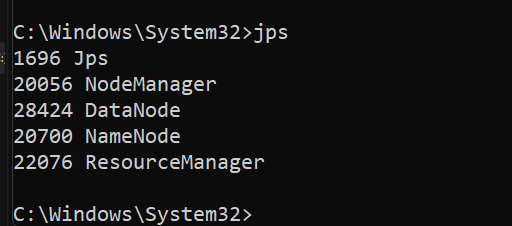 C:\Windows\System32>jps
1696 Jps
20056 NodeManager
28424 DataNode
20700 NameNode
22076 ResourceManager
C:\Windows\System32>